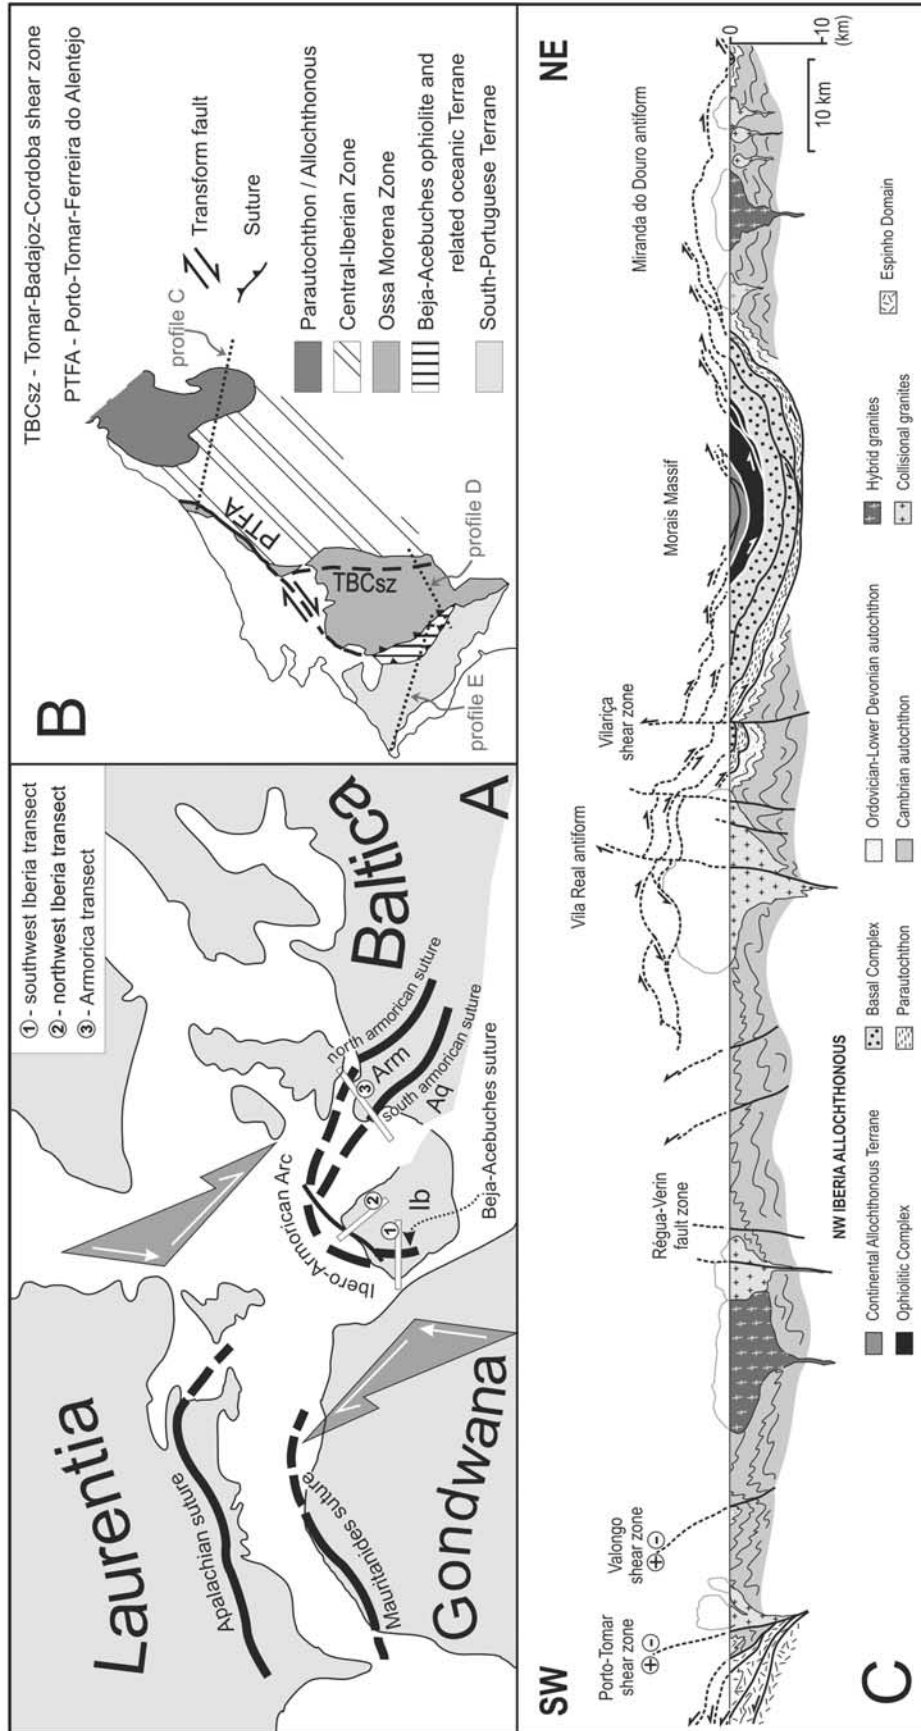 ① - southwest Iberia transect
② - northwest Iberia transect
③ - Armorica transect
Laurentia
Baltica
Gondwana
Apalachian suture
Mauritanides suture
Ibero-Armorican Arc
north armorican suture
south armorican suture
Arm
Aq
Ib
③
②
①
Beja-Acebuches suture
A
B
TBCsz - Tomar-Badajoz-Cordoba shear zone
PTFA - Porto-Tomar-Ferreira do Alentejo
profile C
PTFA
TBCsz
profile D
profile E
Transform fault
Suture
Parautochthon / Allochthonous
Central-Iberian Zone
Ossa Morena Zone
Beja-Acebuches ophiolite and
related oceanic Terrane
South-Portuguese Terrane
SW
NE
Porto-Tomar
shear zone
Valongo
shear zone
Régua-Verin
fault zone
Vila Real antiform
Vilariça
shear zone
Morais Massif
Miranda do Douro antiform
0
-10
(km)
10 km
C
NW IBERIA ALLOCHTHONOUS
Continental Allochthonous Terrane
Ophiolitic Complex
Basal Complex
Parautochthon
Ordovician-Lower Devonian autochthon
Cambrian autochthon
Hybrid granites
Collisional granites
Espinho Domain